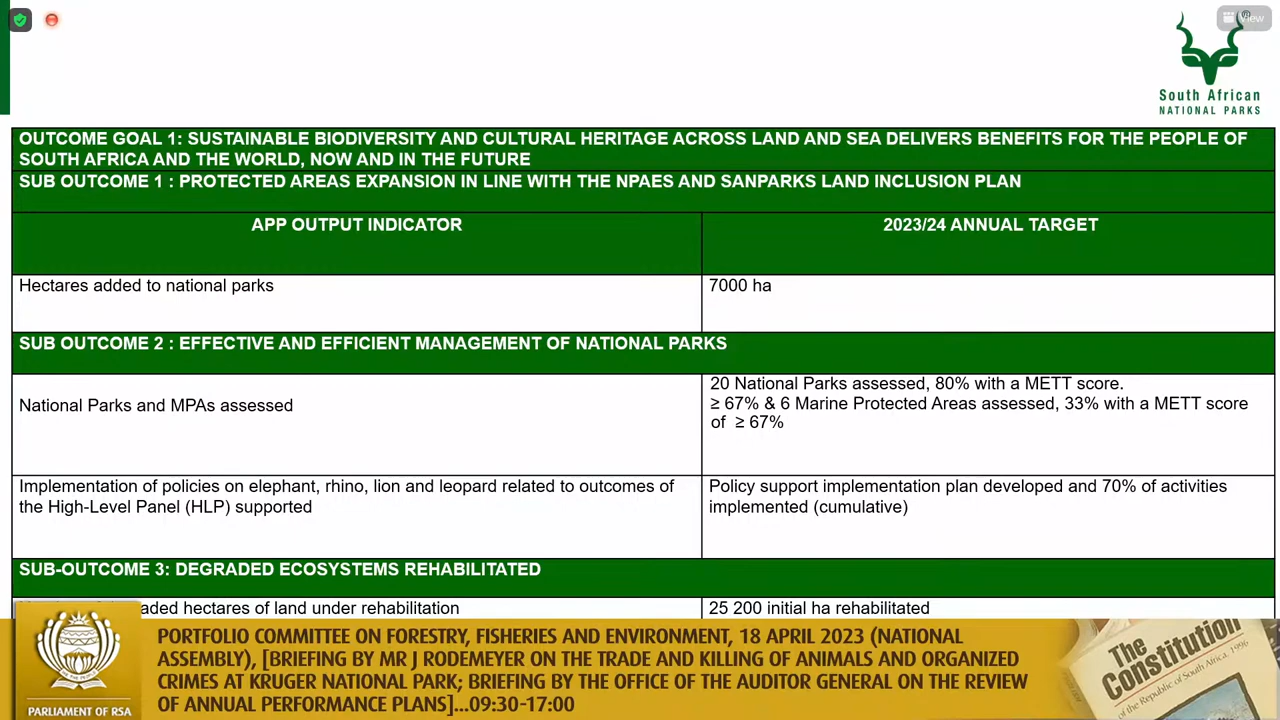 View
South African
NATIONAL PARKS
OUTCOME GOAL 1: SUSTAINABLE BIODIVERSITY AND CULTURAL HERITAGE ACROSS LAND AND SEA DELIVERS BENEFITS FOR THE PEOPLE OF
SOUTH AFRICA AND THE WORLD, NOW AND IN THE FUTURE
SUB OUTCOME 1 : PROTECTED AREAS EXPANSION IN LINE WITH THE NPAES AND SANPARKS LAND INCLUSION PLAN
APP OUTPUT INDICATOR
2023/24 ANNUAL TARGET
Hectares added to national parks
7000 ha
SUB OUTCOME 2 : EFFECTIVE AND EFFICIENT MANAGEMENT OF NATIONAL PARKS
National Parks and MPAs assessed
20 National Parks assessed, 80% with a METT score.
≥ 67% & 6 Marine Protected Areas assessed, 33% with a METT score
of ≥ 67%
Implementation of policies on elephant, rhino, lion and leopard related to outcomes of
the High-Level Panel (HLP) supported
Policy support implementation plan developed and 70% of activities
implemented (cumulative)
SUB-OUTCOME 3: DEGRADED ECOSYSTEMS REHABILITATED
hectares of land under rehabilitation
25 200 initial ha rehabilitated
PORTFOLIO COMMITTEE ON FORESTRY, FISHERIES AND ENVIRONMENT, 18 APRIL 2023 (NATIONAL
ASSEMBLY), [BRIEFING BY MR J RODEMEYER ON THE TRADE AND KILLING OF ANIMALS AND ORGANIZED
CRIMES AT KRUGER NATIONAL PARK; BRIEFING BY THE OFFICE OF THE AUDITOR GENERAL ON THE REVIEW
OF ANNUAL PERFORMANCE PLANS]...09:30-17:00
PARLIAMENT OF RSA
The
Constitution
of the Republic of South Africa, 1996